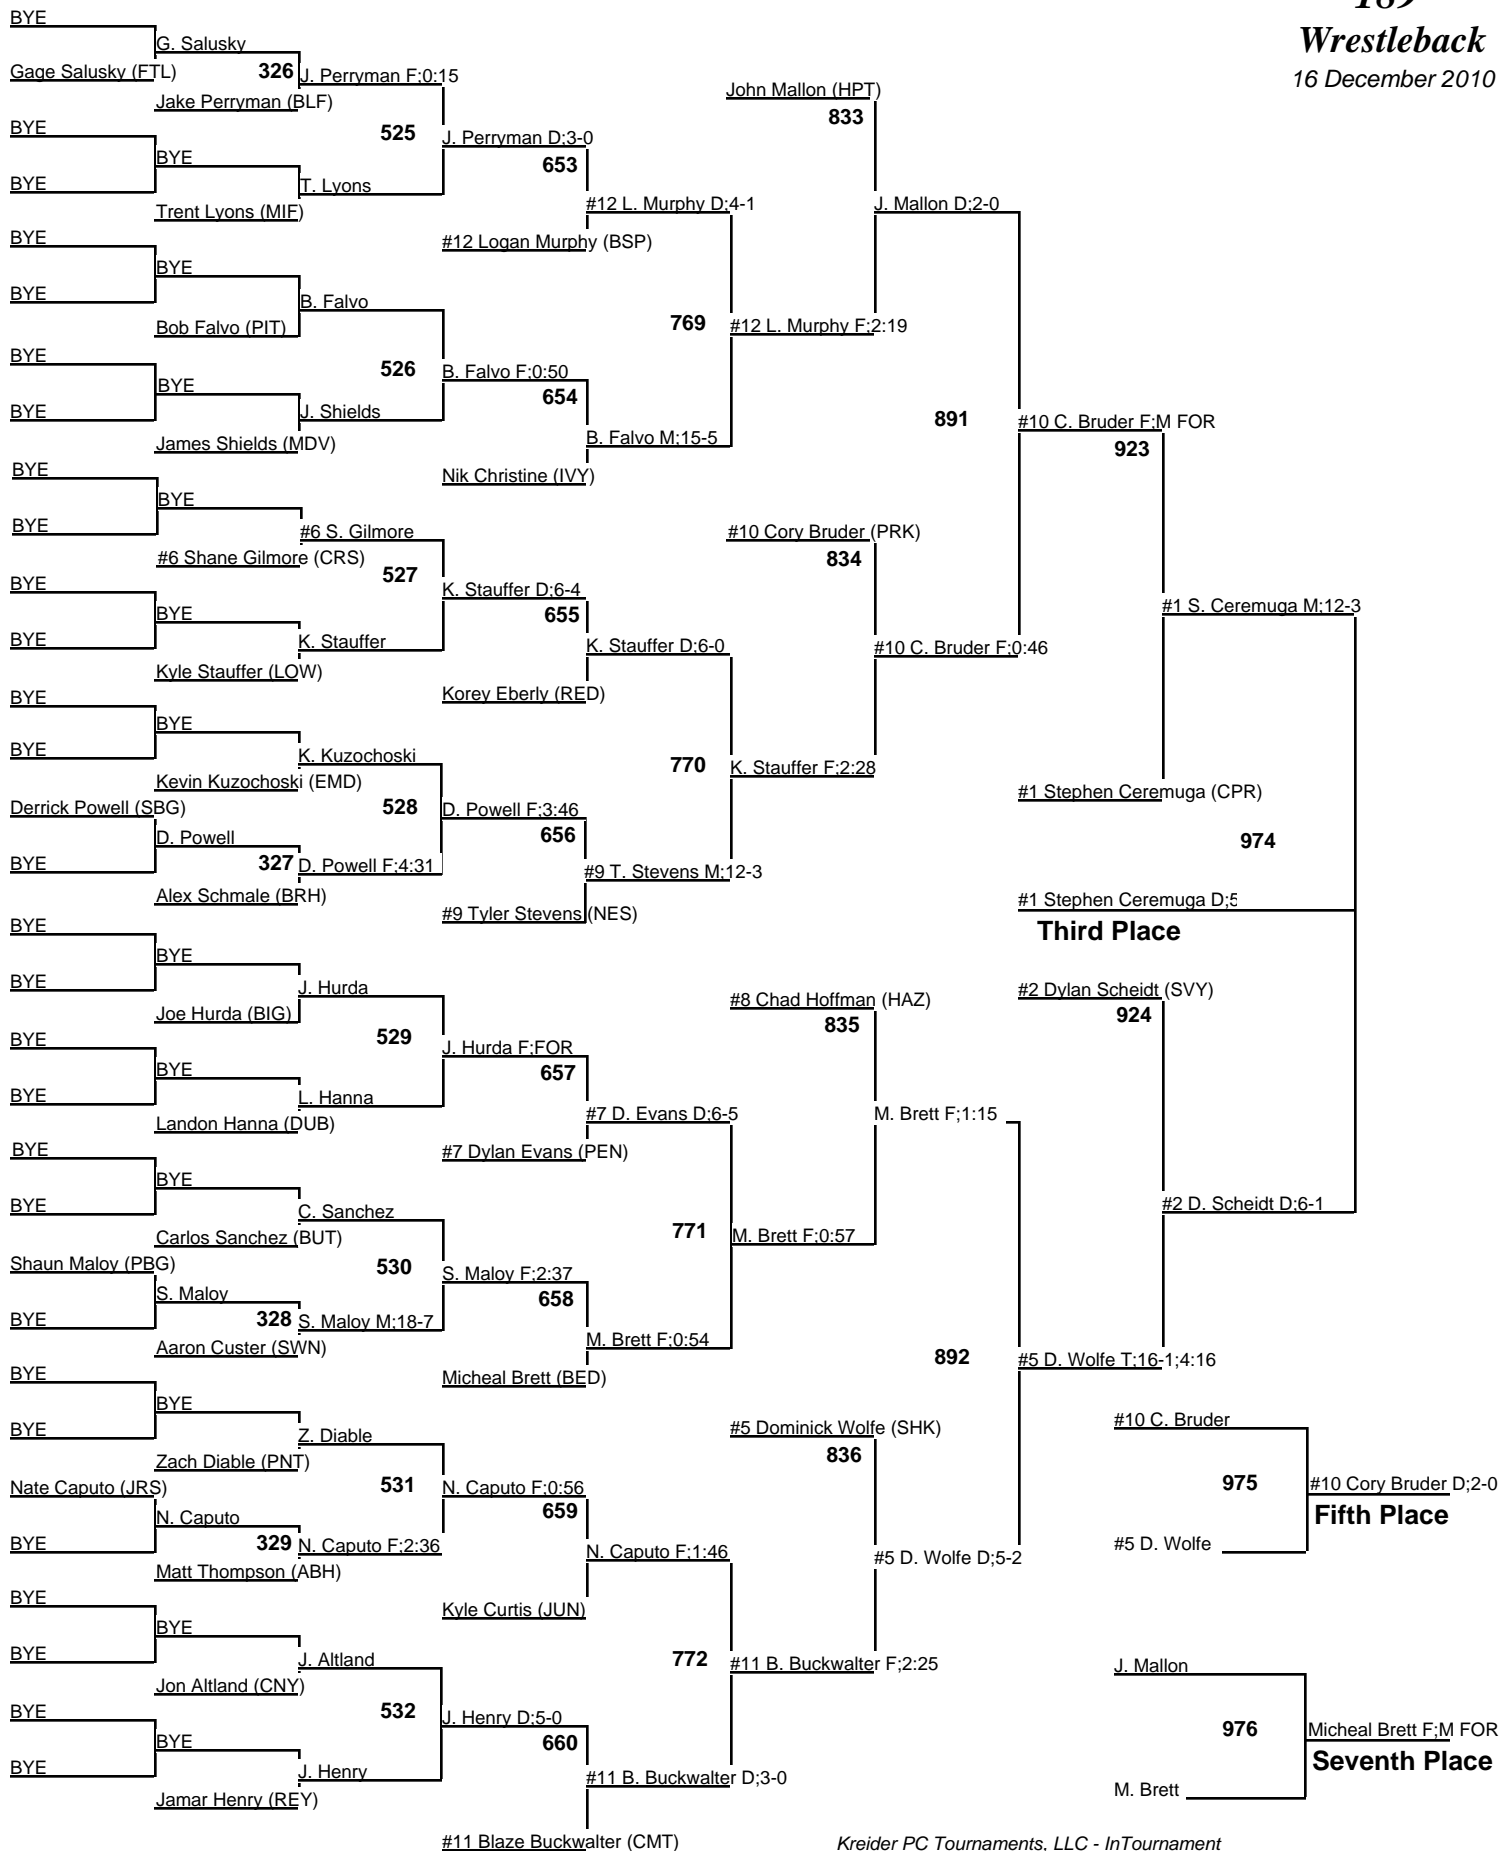 189
Wrestleback
16 December 2010
BYE
G. Salusky
Gage Salusky (FTL)
326
J. Perryman F;0:15
Jake Perryman (BLF)
BYE
525
J. Perryman D;3-0
BYE
653
BYE
T. Lyons
Trent Lyons (MIF)
#12 L. Murphy D;4-1
BYE
#12 Logan Murphy (BSP)
BYE
BYE
B. Falvo
Bob Falvo (PIT)
769
#12 L. Murphy F;2:19
BYE
526
B. Falvo F;0:50
BYE
654
BYE
J. Shields
James Shields (MDV)
B. Falvo M;15-5
BYE
Nik Christine (IVY)
BYE
BYE
#6 S. Gilmore
#6 Shane Gilmore (CRS)
527
BYE
K. Stauffer D;6-4
BYE
655
BYE
K. Stauffer
K. Stauffer D;6-0
Kyle Stauffer (LOW)
Korey Eberly (RED)
BYE
BYE
BYE
K. Kuzochoski
770
K. Stauffer F;2:28
Kevin Kuzochoski (EMD)
Derrick Powell (SBG)
528
D. Powell F;3:46
D. Powell
656
BYE
327
D. Powell F;4:31
#9 T. Stevens M;12-3
Alex Schmale (BRH)
#9 Tyler Stevens (NES)
John Mallon (HPT)
833
J. Mallon D;2-0
891
#10 C. Bruder F;M FOR
923
#10 Cory Bruder (PRK)
834
#10 C. Bruder F;0:46
#1 S. Ceremuga M;12-3
#1 Stephen Ceremuga (CPR)
974
#1 Stephen Ceremuga D;5
Third Place
BYE
BYE
BYE
J. Hurda
Joe Hurda (BIG)
529
BYE
J. Hurda F;FOR
BYE
657
BYE
L. Hanna
#7 D. Evans D;6-5
Landon Hanna (DUB)
BYE
#7 Dylan Evans (PEN)
BYE
BYE
C. Sanchez
771
M. Brett F;0:57
Carlos Sanchez (BUT)
Shaun Maloy (PBG)
530
S. Maloy F;2:37
S. Maloy
658
BYE
328
S. Maloy M;18-7
M. Brett F;0:54
Aaron Custer (SWN)
BYE
Micheal Brett (BED)
BYE
BYE
Z. Diable
Zach Diable (PNT)
Nate Caputo (JRS)
531
N. Caputo F;0:56
N. Caputo
659
BYE
329
N. Caputo F;2:36
N. Caputo F;1:46
Matt Thompson (ABH)
BYE
Kyle Curtis (JUN)
BYE
BYE
J. Altland
772
#11 B. Buckwalter F;2:25
Jon Altland (CNY)
BYE
532
J. Henry D;5-0
BYE
660
BYE
J. Henry
#11 B. Buckwalter D;3-0
Jamar Henry (REY)
#11 Blaze Buckwalter (CMT)
#8 Chad Hoffman (HAZ)
835
M. Brett F;1:15
892
#5 D. Wolfe T;16-1;4:16
#5 Dominick Wolfe (SHK)
836
#5 D. Wolfe D;5-2
#2 Dylan Scheidt (SVY)
924
#2 D. Scheidt D;6-1
#10 C. Bruder
975
#10 Cory Bruder D;2-0
Fifth Place
#5 D. Wolfe
J. Mallon
976
Micheal Brett F;M FOR
Seventh Place
M. Brett
Kreider PC Tournaments, LLC - InTournament